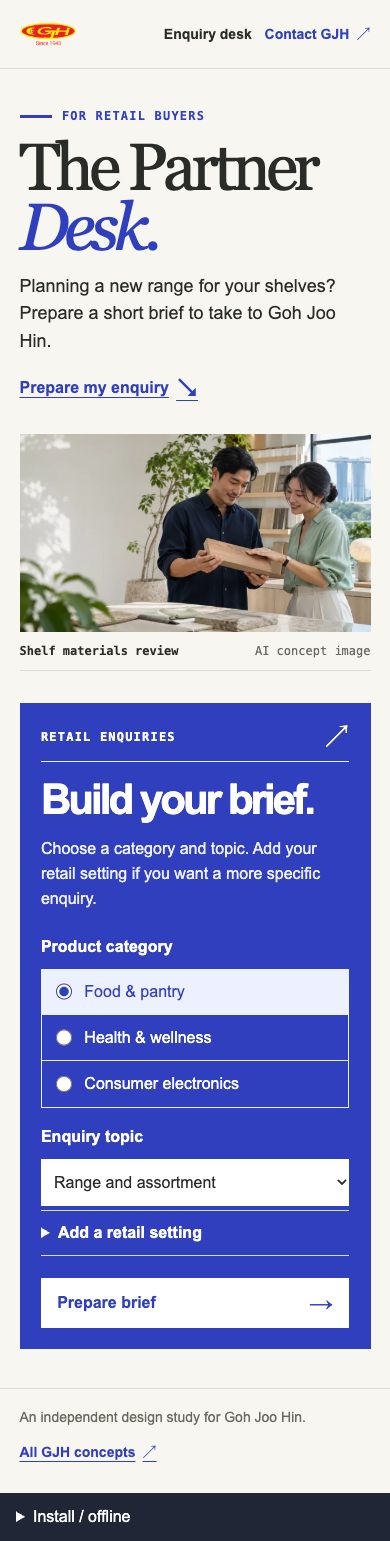 GJH
Since 1940
Enquiry desk
Contact GJH ↗
FOR RETAIL BUYERS
The Partner
Desk.
Planning a new range for your shelves?
Prepare a short brief to take to Goh Joo
Hin.
Prepare my enquiry ↘
Shelf materials review
AI concept image
RETAIL ENQUIRIES ↗
Build your brief.
Choose a category and topic. Add your
retail setting if you want a more specific
enquiry.
Product category
Food & pantry
Health & wellness
Consumer electronics
Enquiry topic
Range and assortment
Add a retail setting
Prepare brief →
An independent design study for Goh Joo Hin.
All GJH concepts ↗
Install / offline